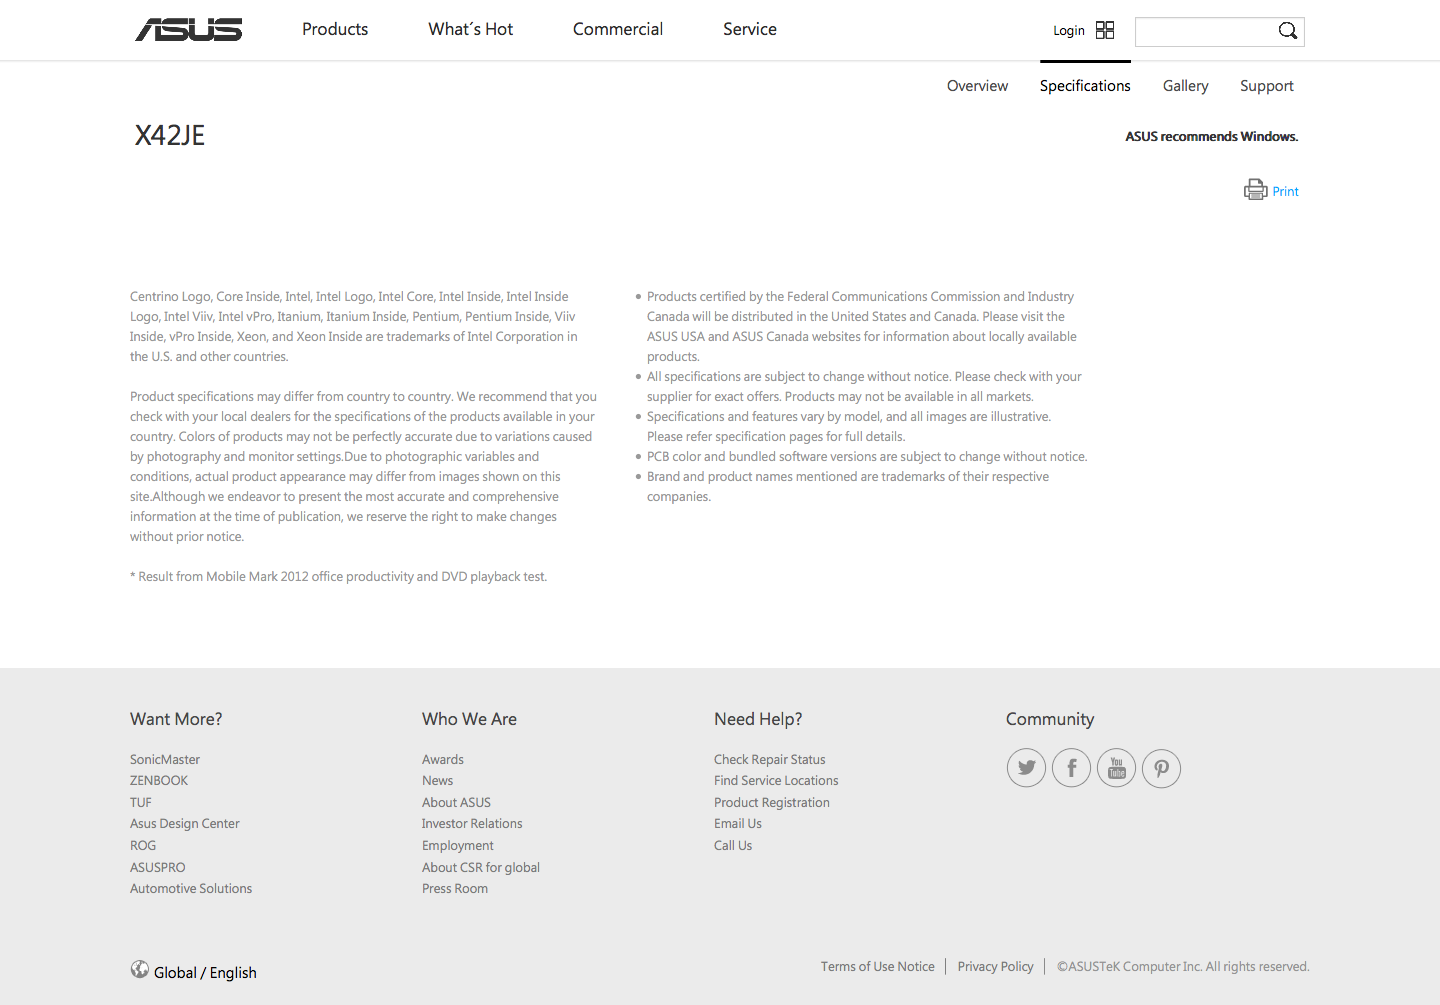 ASUS
Products
What´s Hot
Commercial
Service
Login
Overview
Specifications
Gallery
Support
X42JE
ASUS recommends Windows.
Print
Centrino Logo, Core Inside, Intel, Intel Logo, Intel Core, Intel Inside, Intel Inside
Logo, Intel Viiv, Intel vPro, Itanium, Itanium Inside, Pentium, Pentium Inside, Viiv
Inside, vPro Inside, Xeon, and Xeon Inside are trademarks of Intel Corporation in
the U.S. and other countries.
Product specifications may differ from country to country. We recommend that you
check with your local dealers for the specifications of the products available in your
country. Colors of products may not be perfectly accurate due to variations caused
by photography and monitor settings.Due to photographic variables and
conditions, actual product appearance may differ from images shown on this
site.Although we endeavor to present the most accurate and comprehensive
information at the time of publication, we reserve the right to make changes
without prior notice.
* Result from Mobile Mark 2012 office productivity and DVD playback test.
• Products certified by the Federal Communications Commission and Industry
Canada will be distributed in the United States and Canada. Please visit the
ASUS USA and ASUS Canada websites for information about locally available
products.
• All specifications are subject to change without notice. Please check with your
supplier for exact offers. Products may not be available in all markets.
• Specifications and features vary by model, and all images are illustrative.
Please refer specification pages for full details.
• PCB color and bundled software versions are subject to change without notice.
• Brand and product names mentioned are trademarks of their respective
companies.
Want More?
SonicMaster
ZENBOOK
TUF
Asus Design Center
ROG
ASUSPRO
Automotive Solutions
Who We Are
Awards
News
About ASUS
Investor Relations
Employment
About CSR for global
Press Room
Need Help?
Check Repair Status
Find Service Locations
Product Registration
Email Us
Call Us
Community
You
Tube
Global / English
Terms of Use Notice
Privacy Policy
©ASUSTeK Computer Inc. All rights reserved.